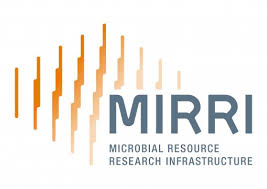 MIRRI
MICROBIAL RESOURCE
RESEARCH INFRASTRUCTURE